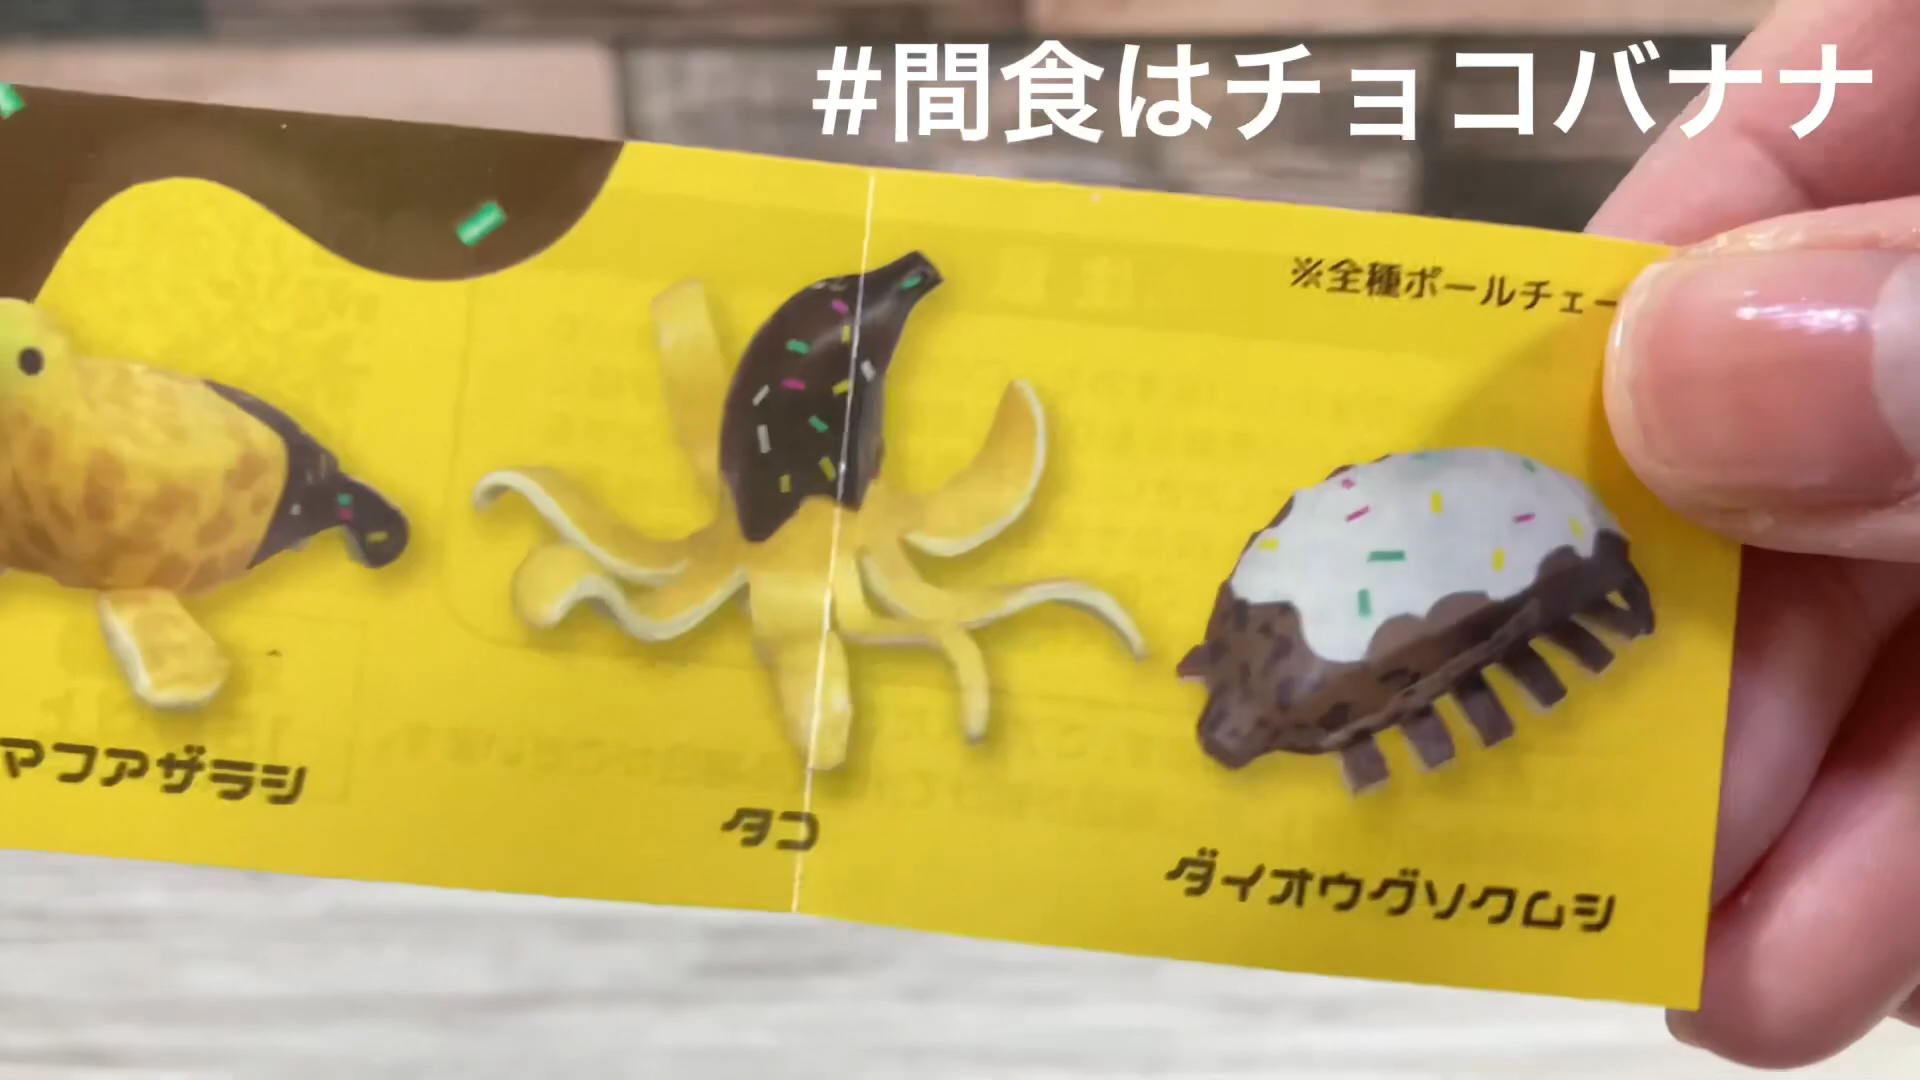 #間食はチョコバナナ
※全種ボールチェー
マフアザラシ
タコ
ダイオウグソクムシ